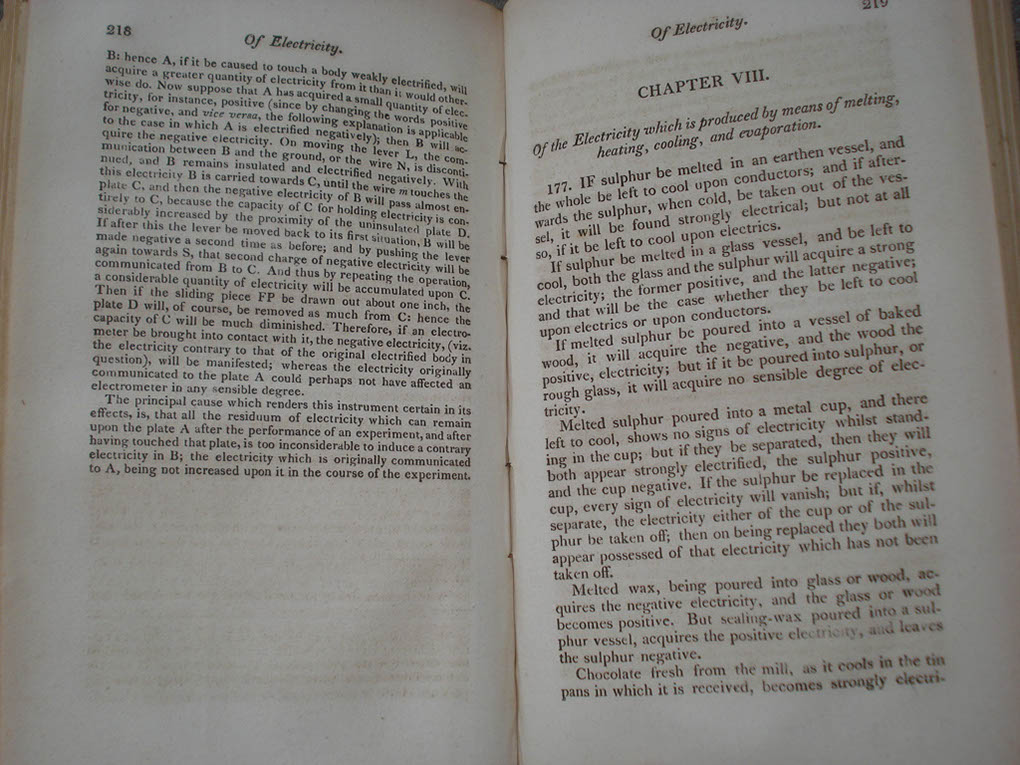 218
Of Electricity.
B: hence A, if it be caused to touch a body weakly electrified, will
acquire a greater quantity of electricity from it than it would other-
wise do. Now suppose that A has acquired a small quantity of elec-
tricity, for instance, positive (since by changing the words positive
for negative, and vice versa, the following explanation is applicable
to the case in which A is electrified negatively); then B will ac-
quire the negative electricity. On moving the lever L, the com-
munication between B and the ground, or the wire N, is disconti-
nued, and B remains insulated and electrified negatively. With
this electricity B is carried towards C, until the wire m touches the
plate C, and then the negative electricity of B will pass almost en-
tirely to C, because the capacity of C for holding electricity is con-
siderably increased by the proximity of the uninsulated plate D.
If after this the lever be moved back to its first situation, B will be
made negative a second time as before; and by pushing the lever
again towards S, that second charge of negative electricity will be
communicated from B to C. And thus by repeating the operation,
a considerable quantity of electricity will be accumulated upon C.
Then if the sliding piece FP be drawn out about one inch, the
plate D will, of course, be removed as much from C: hence the
capacity of C will be much diminished. Therefore, if an electro-
meter be brought into contact with it, the negative electricity, (viz.
the electricity contrary to that of the original electrified body in
question), will be manifested; whereas the electricity originally
communicated to the plate A could perhaps not have affected an
electrometer in any sensible degree.
The principal cause which renders this instrument certain in its
effects, is, that all the residuum of electricity which can remain
upon the plate A after the performance of an experiment, and after
having touched that plate, is too inconsiderable to induce a contrary
electricity in B; the electricity which is originally communicated
to A, being not increased upon it in the course of the experiment.
Of Electricity.
219
CHAPTER VIII.
Of the Electricity which is produced by means of melting,
heating, cooling, and evaporation.
177. IF sulphur be melted in an earthen vessel, and
the whole be left to cool upon conductors; and if after-
wards the sulphur, when cold, be taken out of the ves-
sel, it will be found strongly electrical; but not at all
so, if it be left to cool upon electrics.
If sulphur be melted in a glass vessel, and be left to
cool, both the glass and the sulphur will acquire a strong
electricity; the former positive, and the latter negative;
and that will be the case whether they be left to cool
upon electrics or upon conductors.
If melted sulphur be poured into a vessel of baked
wood, it will acquire the negative, and the wood the
positive, electricity; but if it be poured into sulphur, or
rough glass, it will acquire no sensible degree of elec-
tricity.
Melted sulphur poured into a metal cup, and there
left to cool, shows no signs of electricity whilst stand-
ing in the cup; but if they be separated, then they will
both appear strongly electrified, the sulphur positive,
and the cup negative. If the sulphur be replaced in the
cup, every sign of electricity will vanish; but if, whilst
separate, the electricity either of the cup or of the sul-
phur be taken off; then on being replaced they both will
appear possessed of that electricity which has not been
taken off.
Melted wax, being poured into glass or wood, ac-
quires the negative electricity, and the glass or wood
becomes positive. But sealing-wax poured into a sul-
phur vessel, acquires the positive electricity, and leaves
the sulphur negative.
Chocolate fresh from the mill, as it cools in the tin
pans in which it is received, becomes strongly electri-